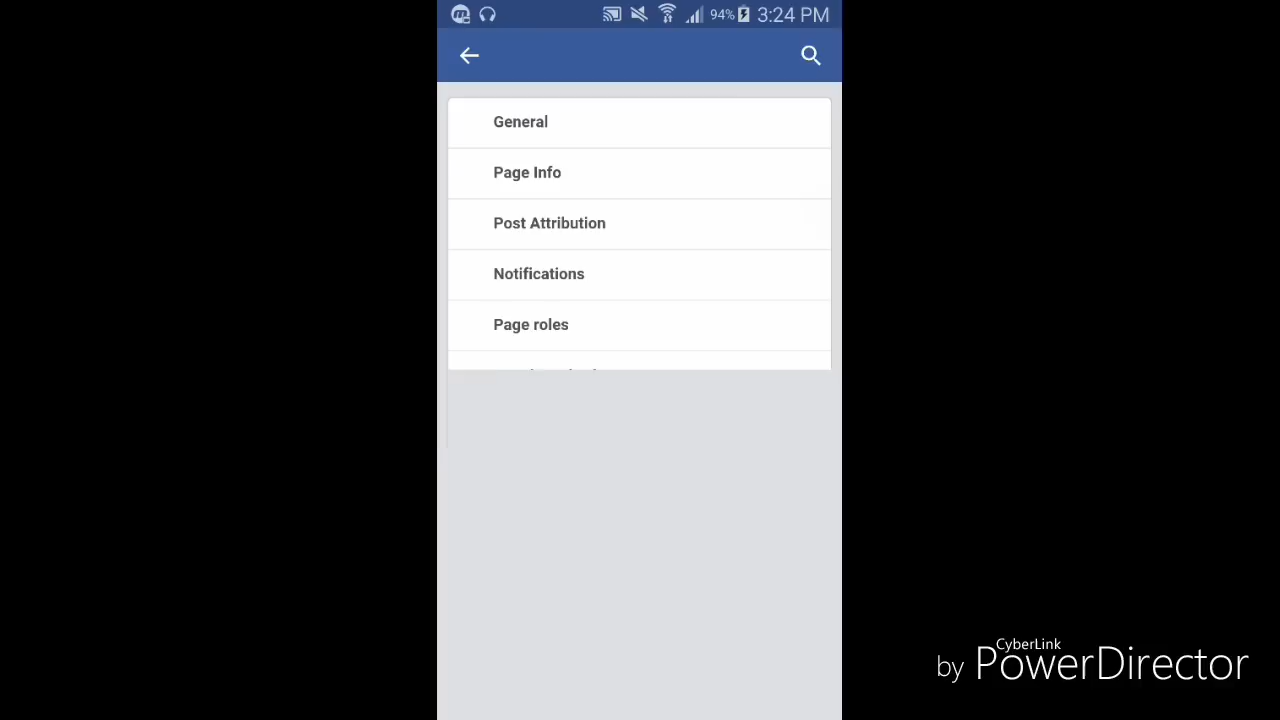 94% 3:24 PM
General
Page Info
Post Attribution
Notifications
Page roles
CyberLink
by PowerDirector